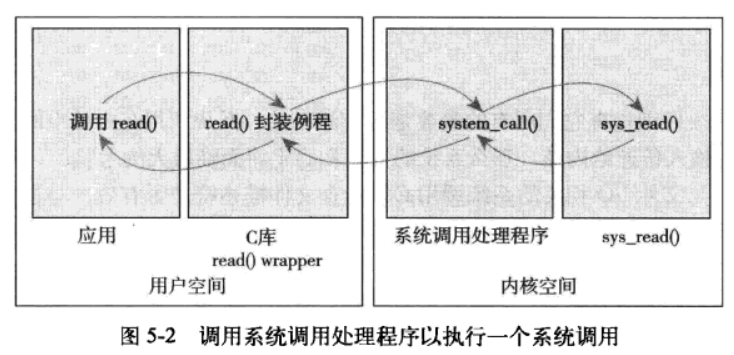 调用 read()
read() 封装例程
system_call()
sys_read()
应用
C库
read() wrapper
系统调用处理程序
sys_read()
用户空间
内核空间
图 5-2 调用系统调用处理程序以执行一个系统调用